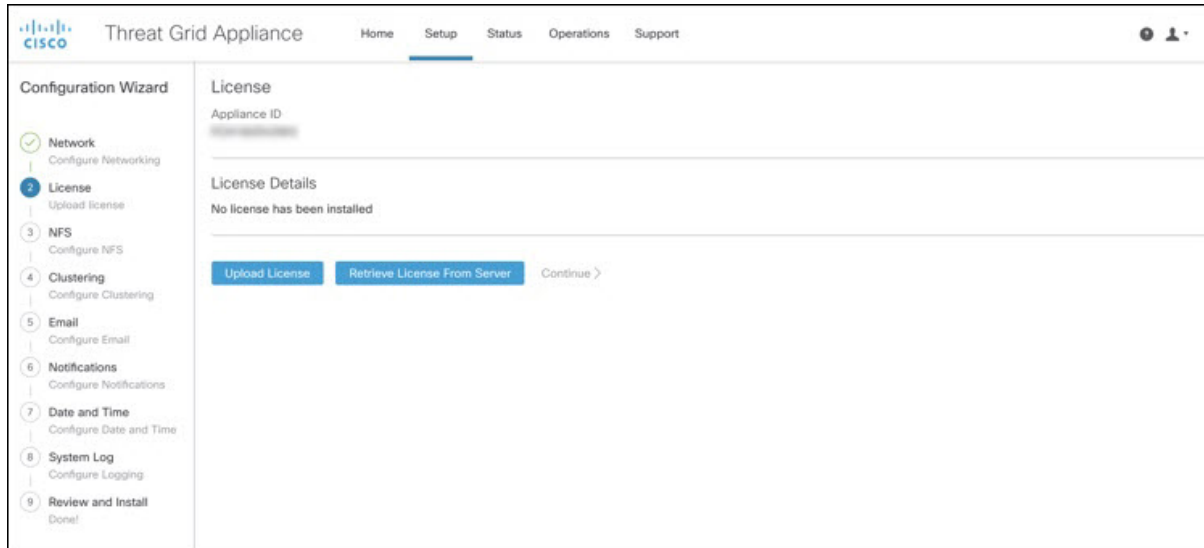 CISCO
Threat Grid Appliance
Home
Setup
Status
Operations
Support
Configuration Wizard
Network
Configure Networking
2
License
Upload license
3
NFS
Configure NFS
4
Clustering
Configure Clustering
5
Email
Configure Email
6
Notifications
Configure Notifications
7
Date and Time
Configure Date and Time
8
System Log
Configure Logging
9
Review and Install
Done!
License
Appliance ID
License Details
No license has been installed
Upload License
Retrieve License From Server
Continue >